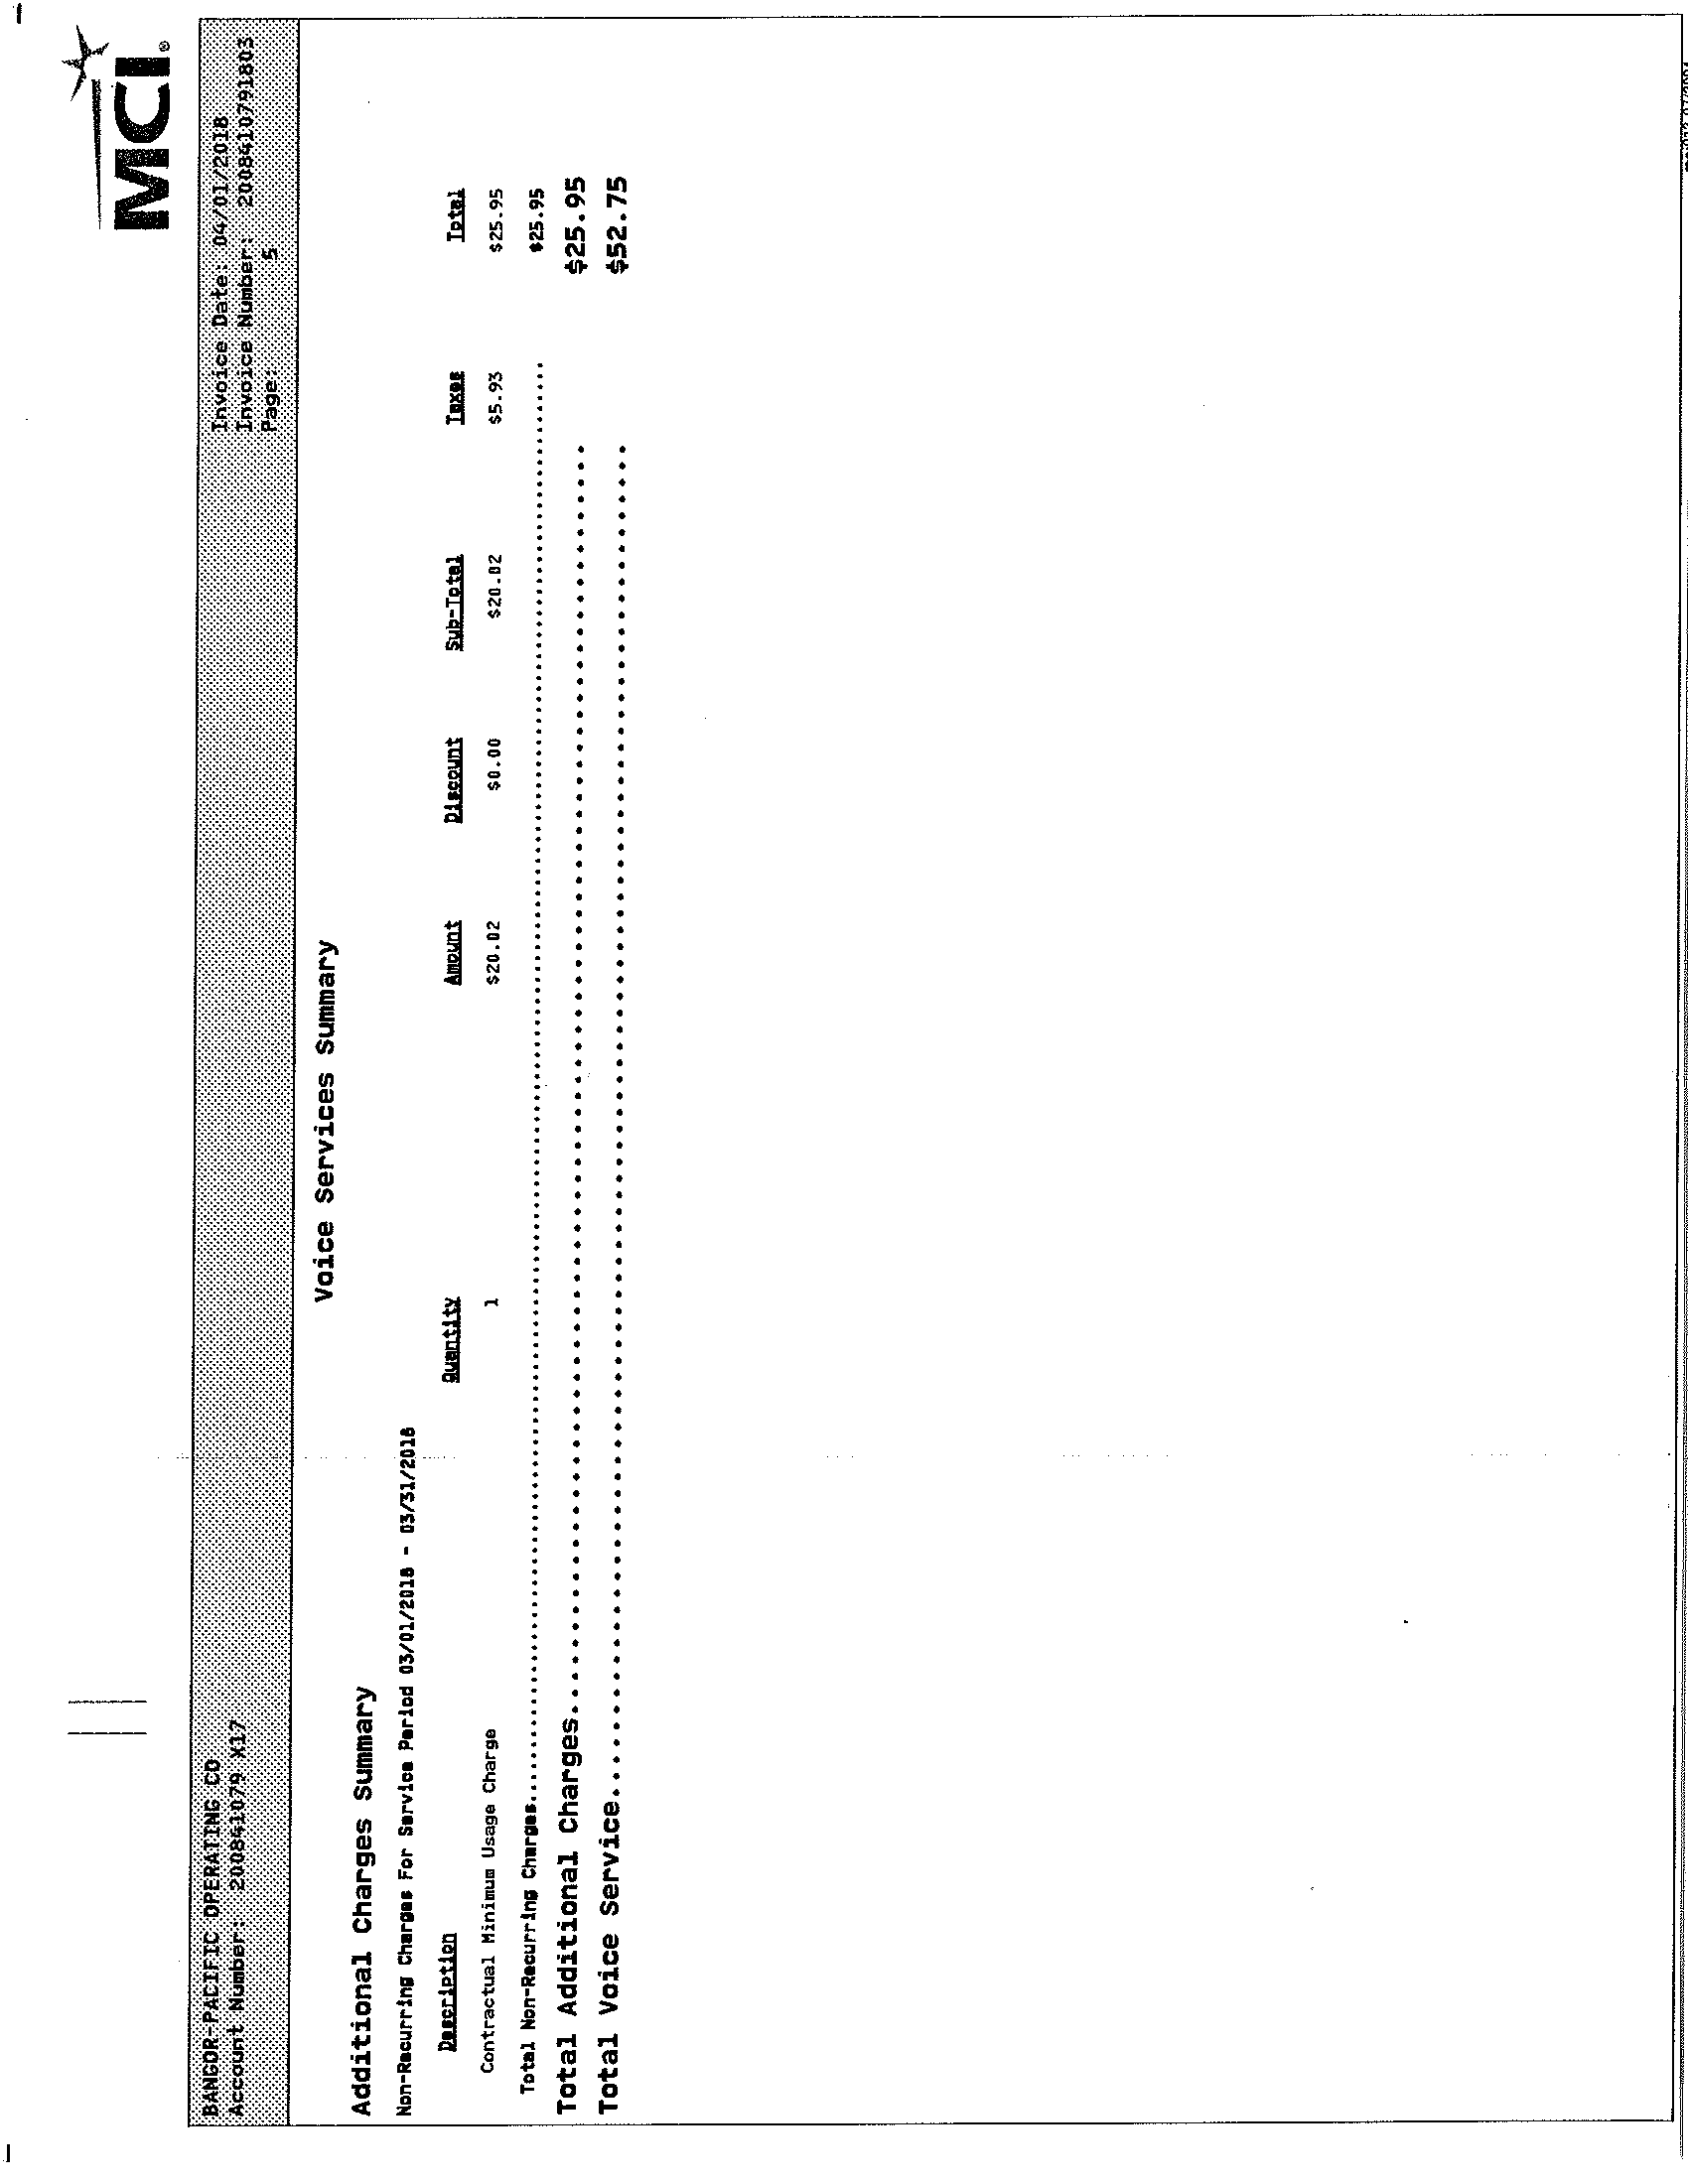 MCI®
BANGOR-PACIFIC OPERATING CO
Invoice Date: 04/01/2018
Account Number: 200841079 X17
Invoice Number: 2008410791803
Page: 5
Voice Services Summary
Additional Charges Summary
Non-Recurring Charges For Service Period 03/01/2018 - 03/31/2018
Description Quantity Amount Discount Sub-Total Taxes Total
Contractual Minimum Usage Charge 1 $20.02 $0.00 $20.02 $5.93 $25.95
Total Non-Recurring Charges $25.95
Total Additional Charges $25.95
Total Voice Service $52.75